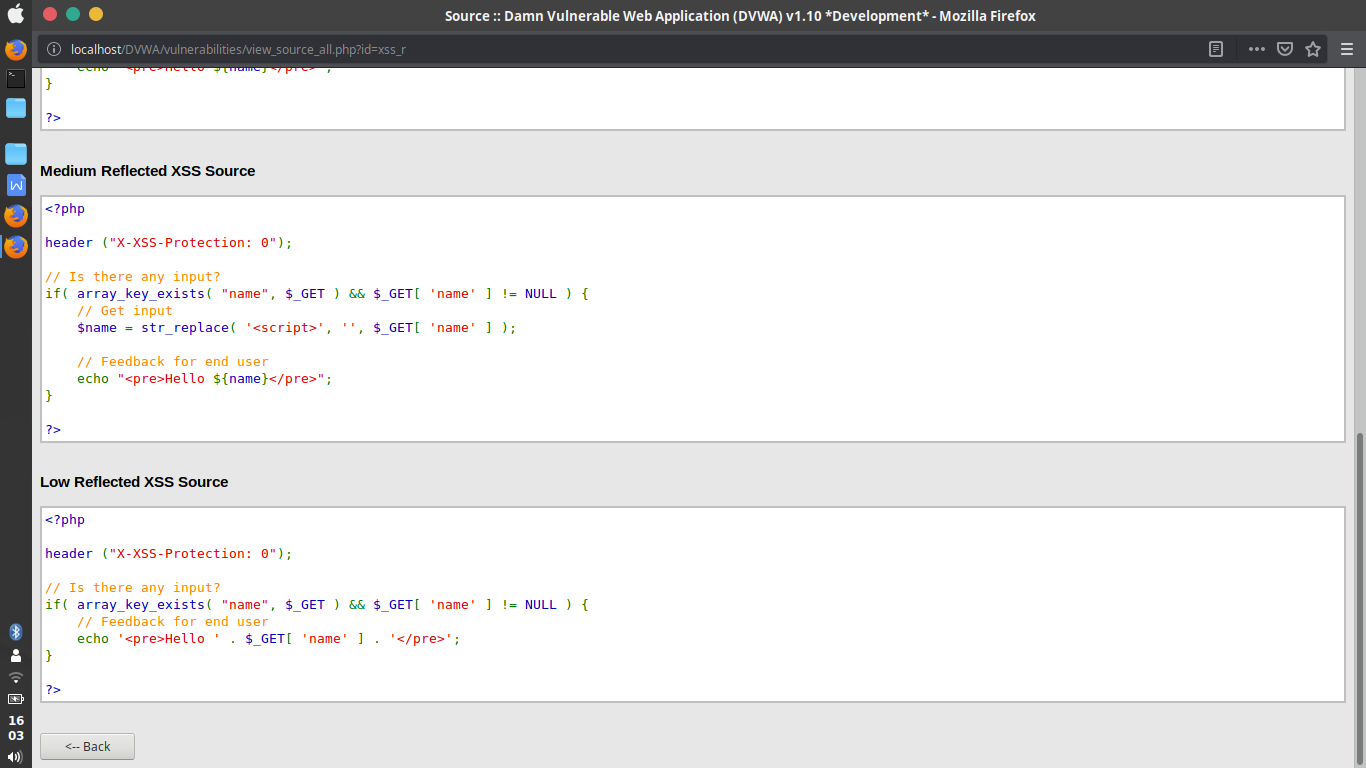 Source :: Damn Vulnerable Web Application (DVWA) v1.10 *Development* - Mozilla Firefox
localhost/DVWA/vulnerabilities/view_source_all.php?id=xss_r
echo "<pre>Hello ${name}</pre>";
}
?>
Medium Reflected XSS Source
<?php
header ("X-XSS-Protection: 0");
// Is there any input?
if( array_key_exists( "name", $_GET ) && $_GET[ 'name' ] != NULL ) {
// Get input
$name = str_replace( '<script>', '', $_GET[ 'name' ] );
// Feedback for end user
echo "<pre>Hello ${name}</pre>";
}
?>
Low Reflected XSS Source
<?php
header ("X-XSS-Protection: 0");
// Is there any input?
if( array_key_exists( "name", $_GET ) && $_GET[ 'name' ] != NULL ) {
// Feedback for end user
echo '<pre>Hello ' . $_GET[ 'name' ] . '</pre>';
}
?>
<-- Back
16
03